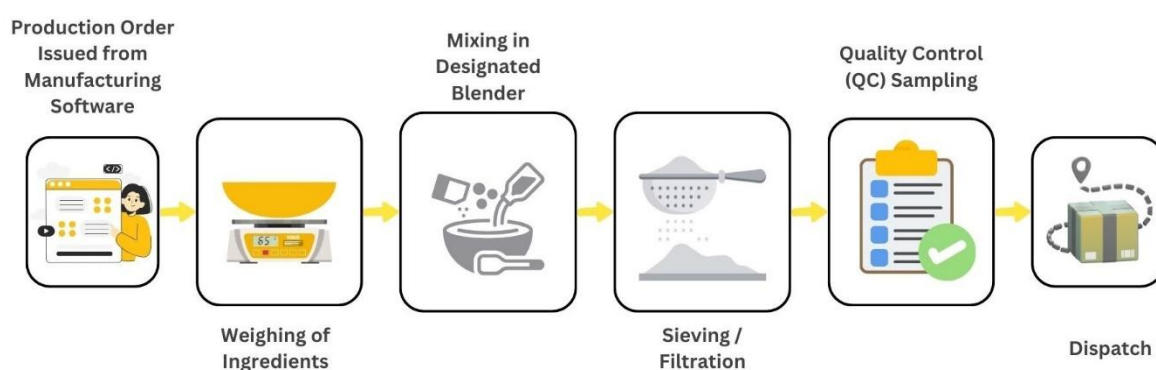 Production Order
Issued from
Manufacturing
Software
Weighing of
Ingredients
Mixing in
Designated
Blender
Sieving /
Filtration
Quality Control
(QC) Sampling
Dispatch